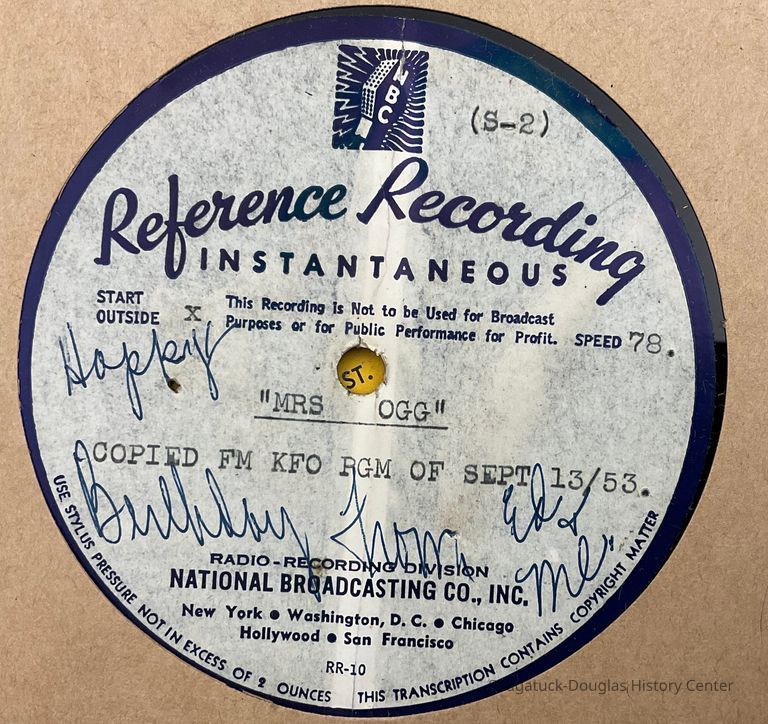 NBC
(S-2)
Reference Recording
INSTANTANEOUS
START
OUTSIDE X
This Recording is Not to be Used for Broadcast
Purposes or for Public Performance for Profit. SPEED 78.
Happy
ST.
"MRS OGG"
COPIED FM KFO PGM OF SEPT 13/53.
Birthday From Ed &
Me"
RADIO-RECORDING DIVISION
NATIONAL BROADCASTING CO., INC.
New York ● Washington, D. C. ● Chicago
Hollywood ● San Francisco
RR-10
USE STYLUS PRESSURE NOT IN EXCESS OF 2 OUNCES
THIS TRANSCRIPTION CONTAINS COPYRIGHT MATTER
Saugatuck-Douglas History Center